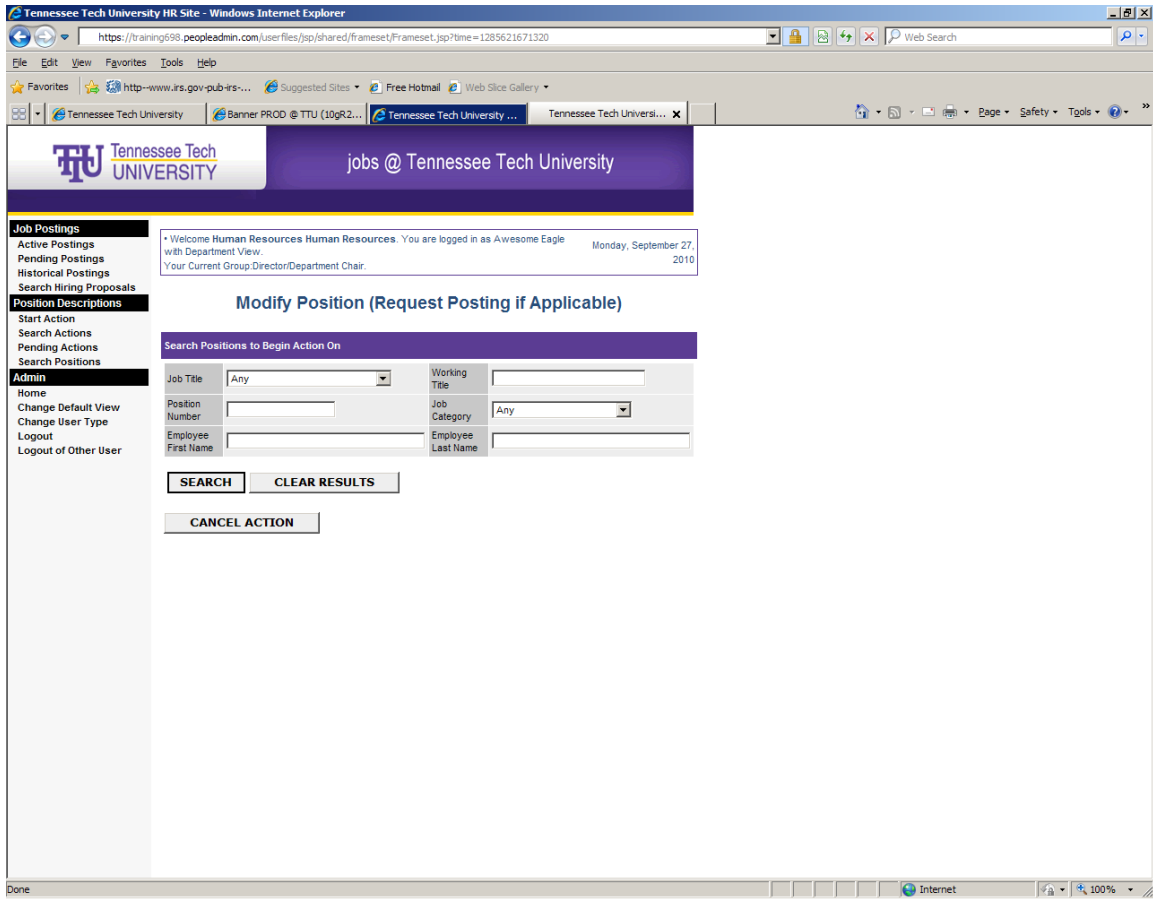 Tennessee Tech University HR Site - Windows Internet Explorer
https://training698.peopleadmin.com/userfiles/jsp/shared/frameset/Frameset.jsp?time=1285621671320
Web Search
File Edit View Favorites Tools Help
Favorites http--www.irs.gov-pub-irs-... Suggested Sites Free Hotmail Web Slice Gallery
Tennessee Tech University Banner PROD @ TTU (10gR2... Tennessee Tech University ... Tennessee Tech Universi... X
Page Safety Tools »
TTU Tennessee Tech
UNIVERSITY
jobs @ Tennessee Tech University
Job Postings
Active Postings
Pending Postings
Historical Postings
Search Hiring Proposals
Position Descriptions
Start Action
Search Actions
Pending Actions
Search Positions
Admin
Home
Change Default View
Change User Type
Logout
Logout of Other User
• Welcome Human Resources Human Resources. You are logged in as Awesome Eagle
with Department View.
Your Current Group:Director/Department Chair.
Monday, September 27,
2010
Modify Position (Request Posting if Applicable)
Search Positions to Begin Action On
Job Title Any
Working
Title
Position
Number
Job
Category Any
Employee
First Name
Employee
Last Name
SEARCH CLEAR RESULTS
CANCEL ACTION
Done
Internet
100%